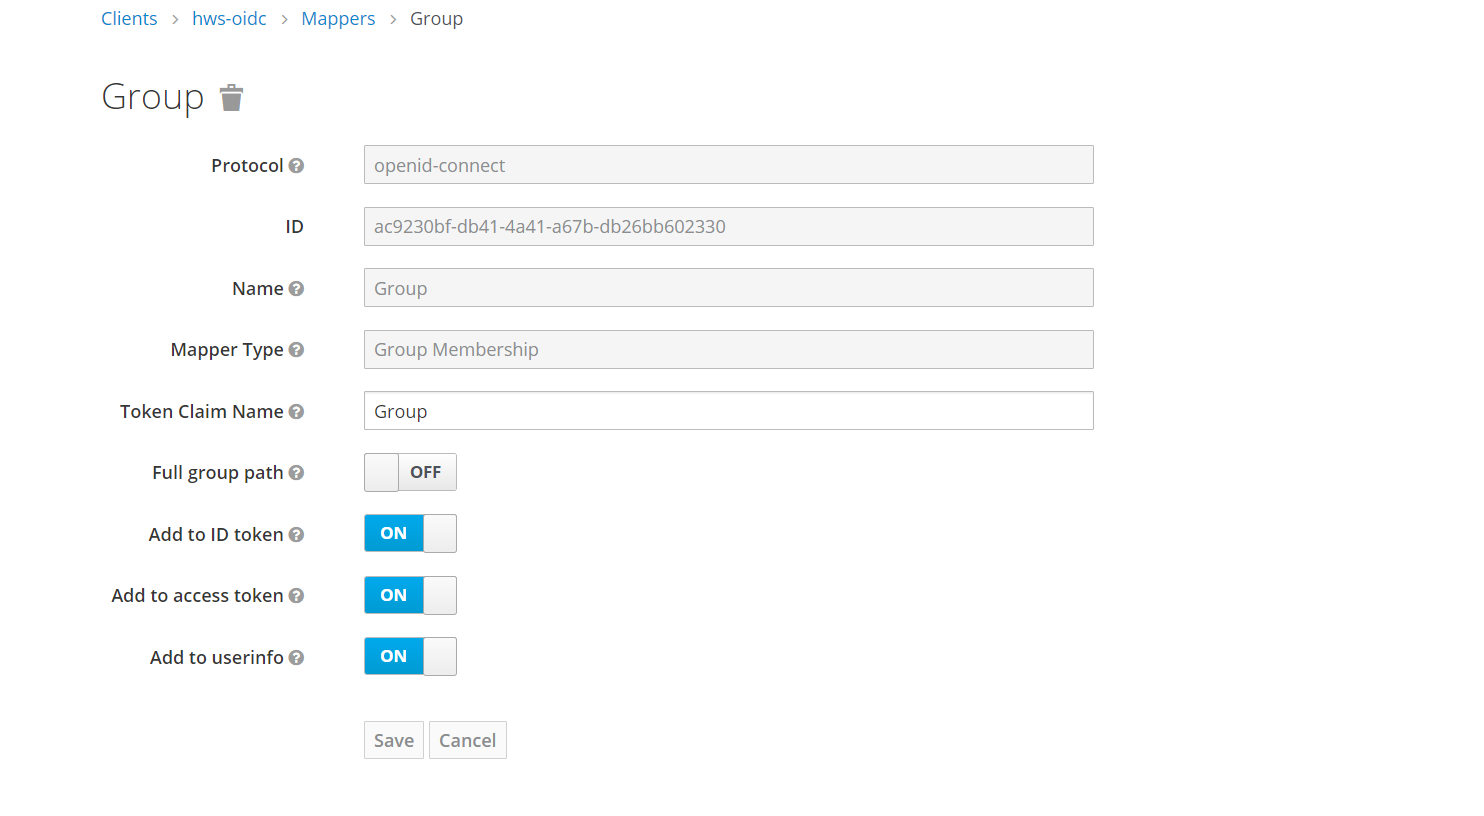 Clients > hws-oidc > Mappers > Group
Group
Protocol ? openid-connect
ID ac9230bf-db41-4a41-a67b-db26bb602330
Name ? Group
Mapper Type ? Group Membership
Token Claim Name ? Group
Full group path ? OFF
Add to ID token ? ON
Add to access token ? ON
Add to userinfo ? ON
Save Cancel